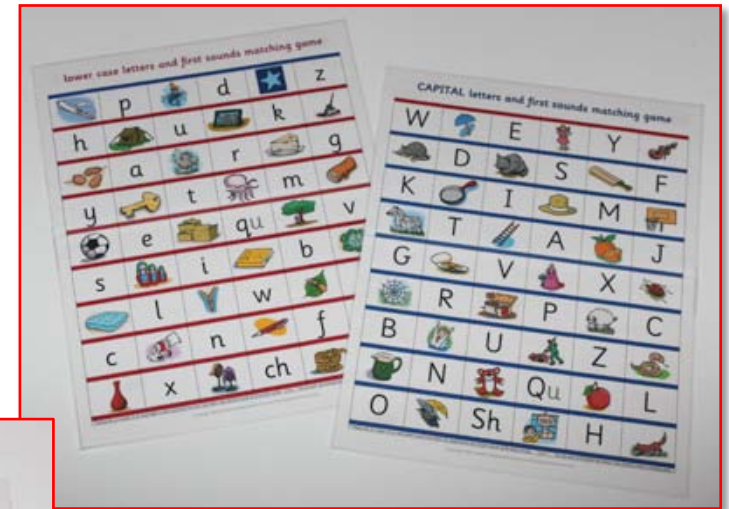 lower case letters and first sounds matching game
p d z
h u k
a r g
y t m
e qu v
s i b
l w
c n f
x ch
CAPITAL letters and first sounds matching game
W E Y
D S F
K I M
T A J
G V X
R P C
B U Z
N Qu L
O Sh H